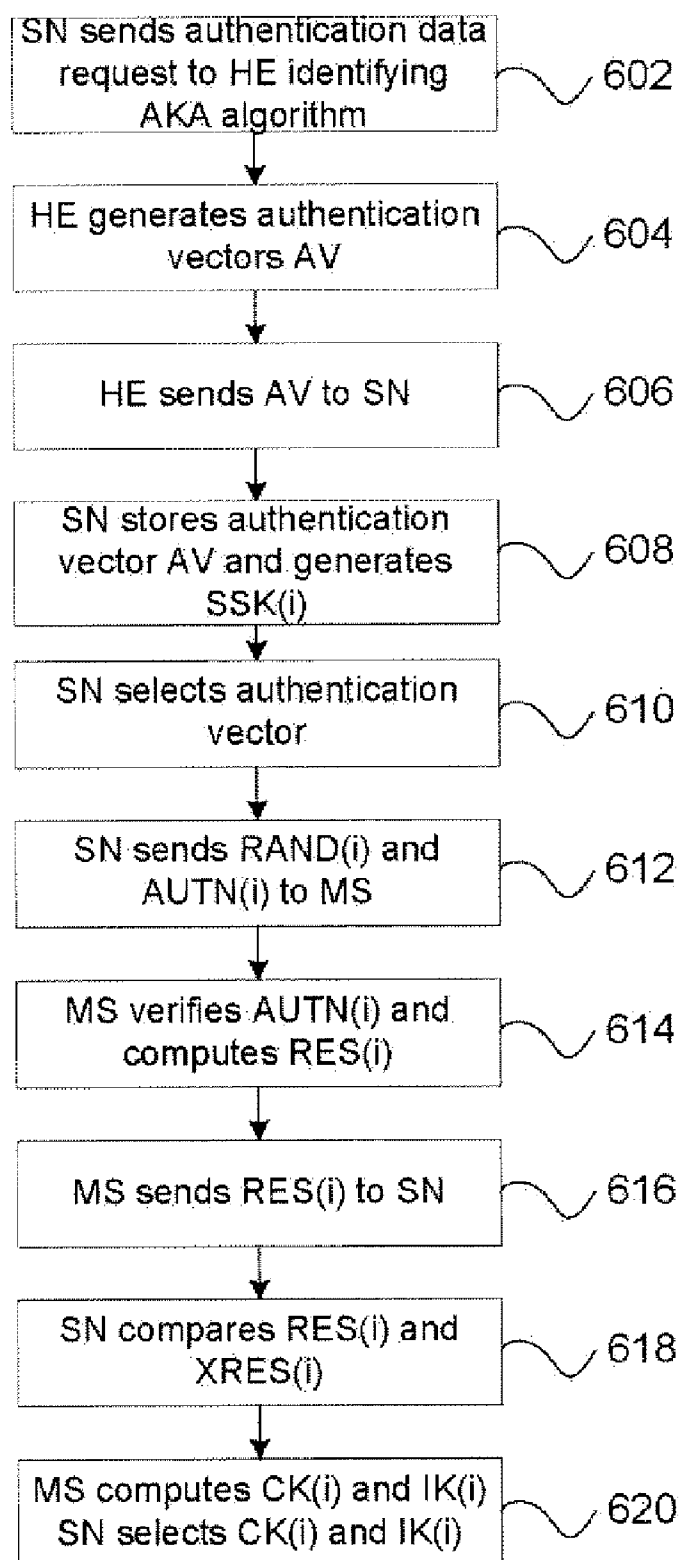 SN sends authentication data
request to HE identifying
AKA algorithm
602
HE generates authentication
vectors AV
604
HE sends AV to SN
606
SN stores authentication
vector AV and generates
SSK(i)
608
SN selects authentication
vector
610
SN sends RAND(i) and
AUTN(i) to MS
612
MS verifies AUTN(i) and
computes RES(i)
614
MS sends RES(i) to SN
616
SN compares RES(i) and
XRES(i)
618
MS computes CK(i) and IK(i)
SN selects CK(i) and IK(i)
620